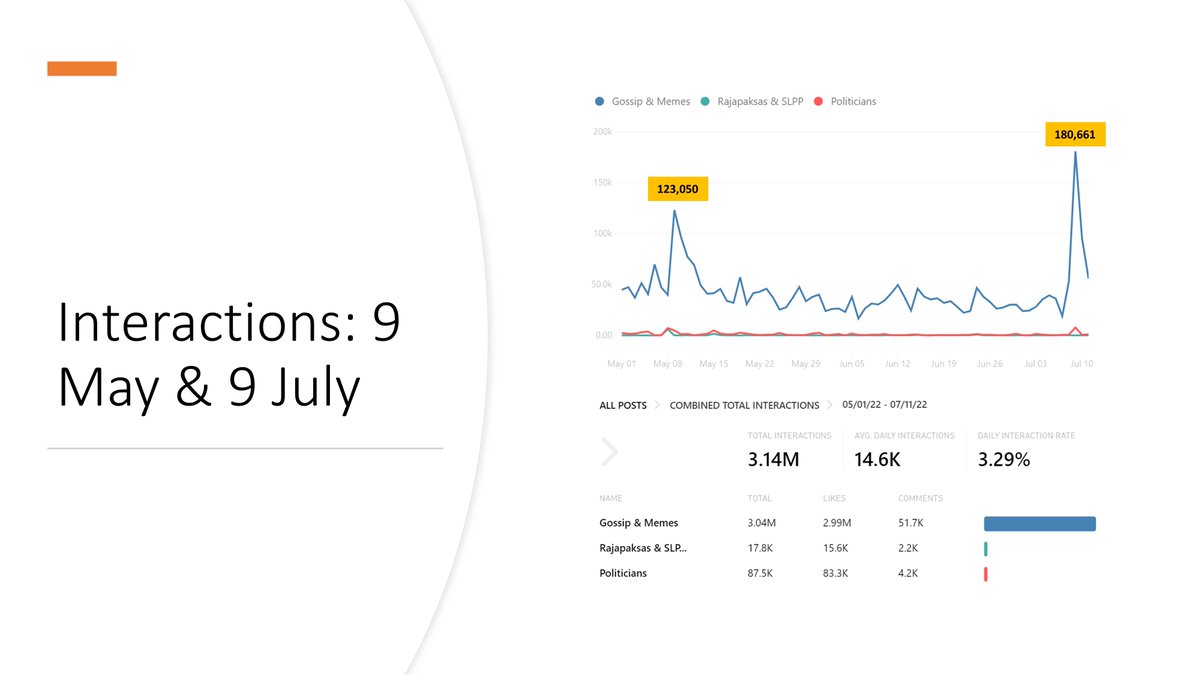 Interactions: 9
May & 9 July
Gossip & Memes Rajapaksas & SLPP Politicians
200k
180,661
150k
123,050
100k
50.0k
0.00
May 01 May 08 May 15 May 22 May 29 Jun 05 Jun 12 Jun 19 Jun 26 Jul 03 Jul 10
ALL POSTS COMBINED TOTAL INTERACTIONS 05/01/22 - 07/11/22
TOTAL INTERACTIONS AVG. DAILY INTERACTIONS DAILY INTERACTION RATE
3.14M 14.6K 3.29%
NAME TOTAL LIKES COMMENTS
Gossip & Memes 3.04M 2.99M 51.7K
Rajapaksas & SLP... 17.8K 15.6K 2.2K
Politicians 87.5K 83.3K 4.2K